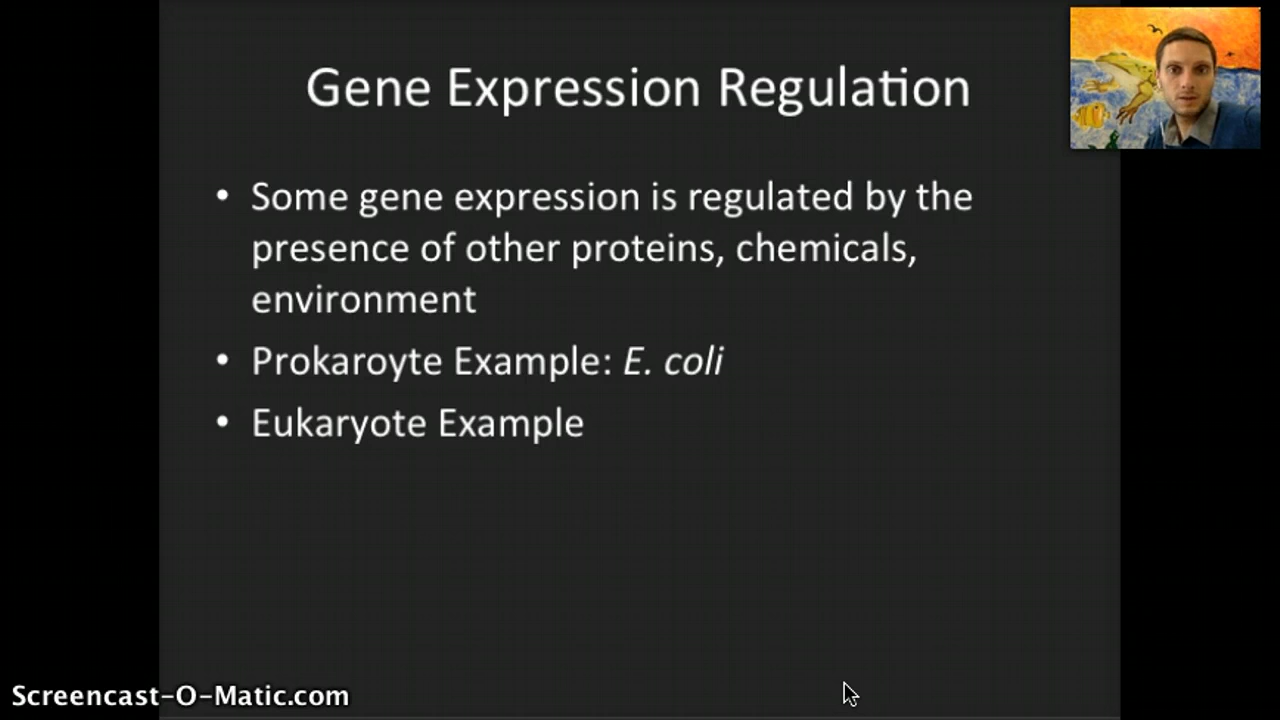 Gene Expression Regulation
• Some gene expression is regulated by the
presence of other proteins, chemicals,
environment
• Prokaroyte Example: E. coli
• Eukaryote Example
Screencast-O-Matic.com